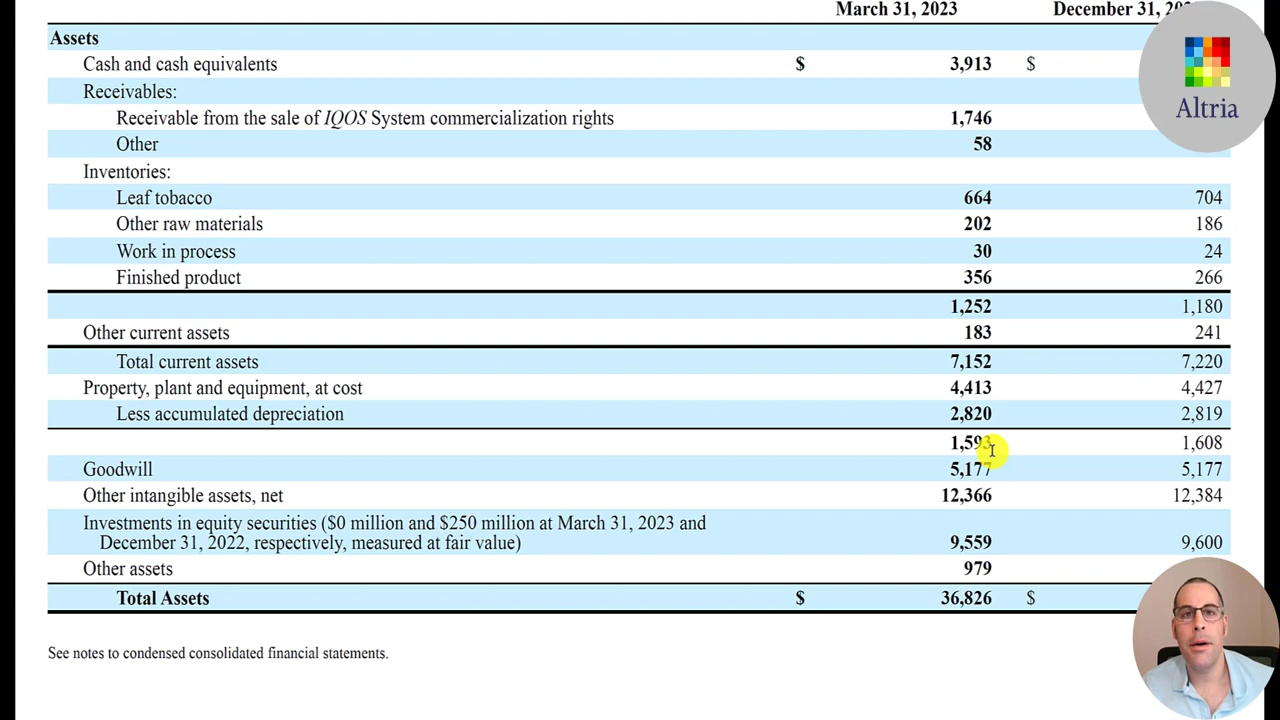 March 31, 2023 December 31,
Assets
Cash and cash equivalents $ 3,913 $
Altria
Receivables:
Receivable from the sale of IQOS System commercialization rights 1,746
Other 58
Inventories:
Leaf tobacco 664 704
Other raw materials 202 186
Work in process 30 24
Finished product 356 266
1,252 1,180
Other current assets 183 241
Total current assets 7,152 7,220
Property, plant and equipment, at cost 4,413 4,427
Less accumulated depreciation 2,820 2,819
1,593 1,608
Goodwill 5,177 5,177
Other intangible assets, net 12,366 12,384
Investments in equity securities ($0 million and $250 million at March 31, 2023 and
December 31, 2022, respectively, measured at fair value) 9,559 9,600
Other assets 979
Total Assets $ 36,826 $
See notes to condensed consolidated financial statements.